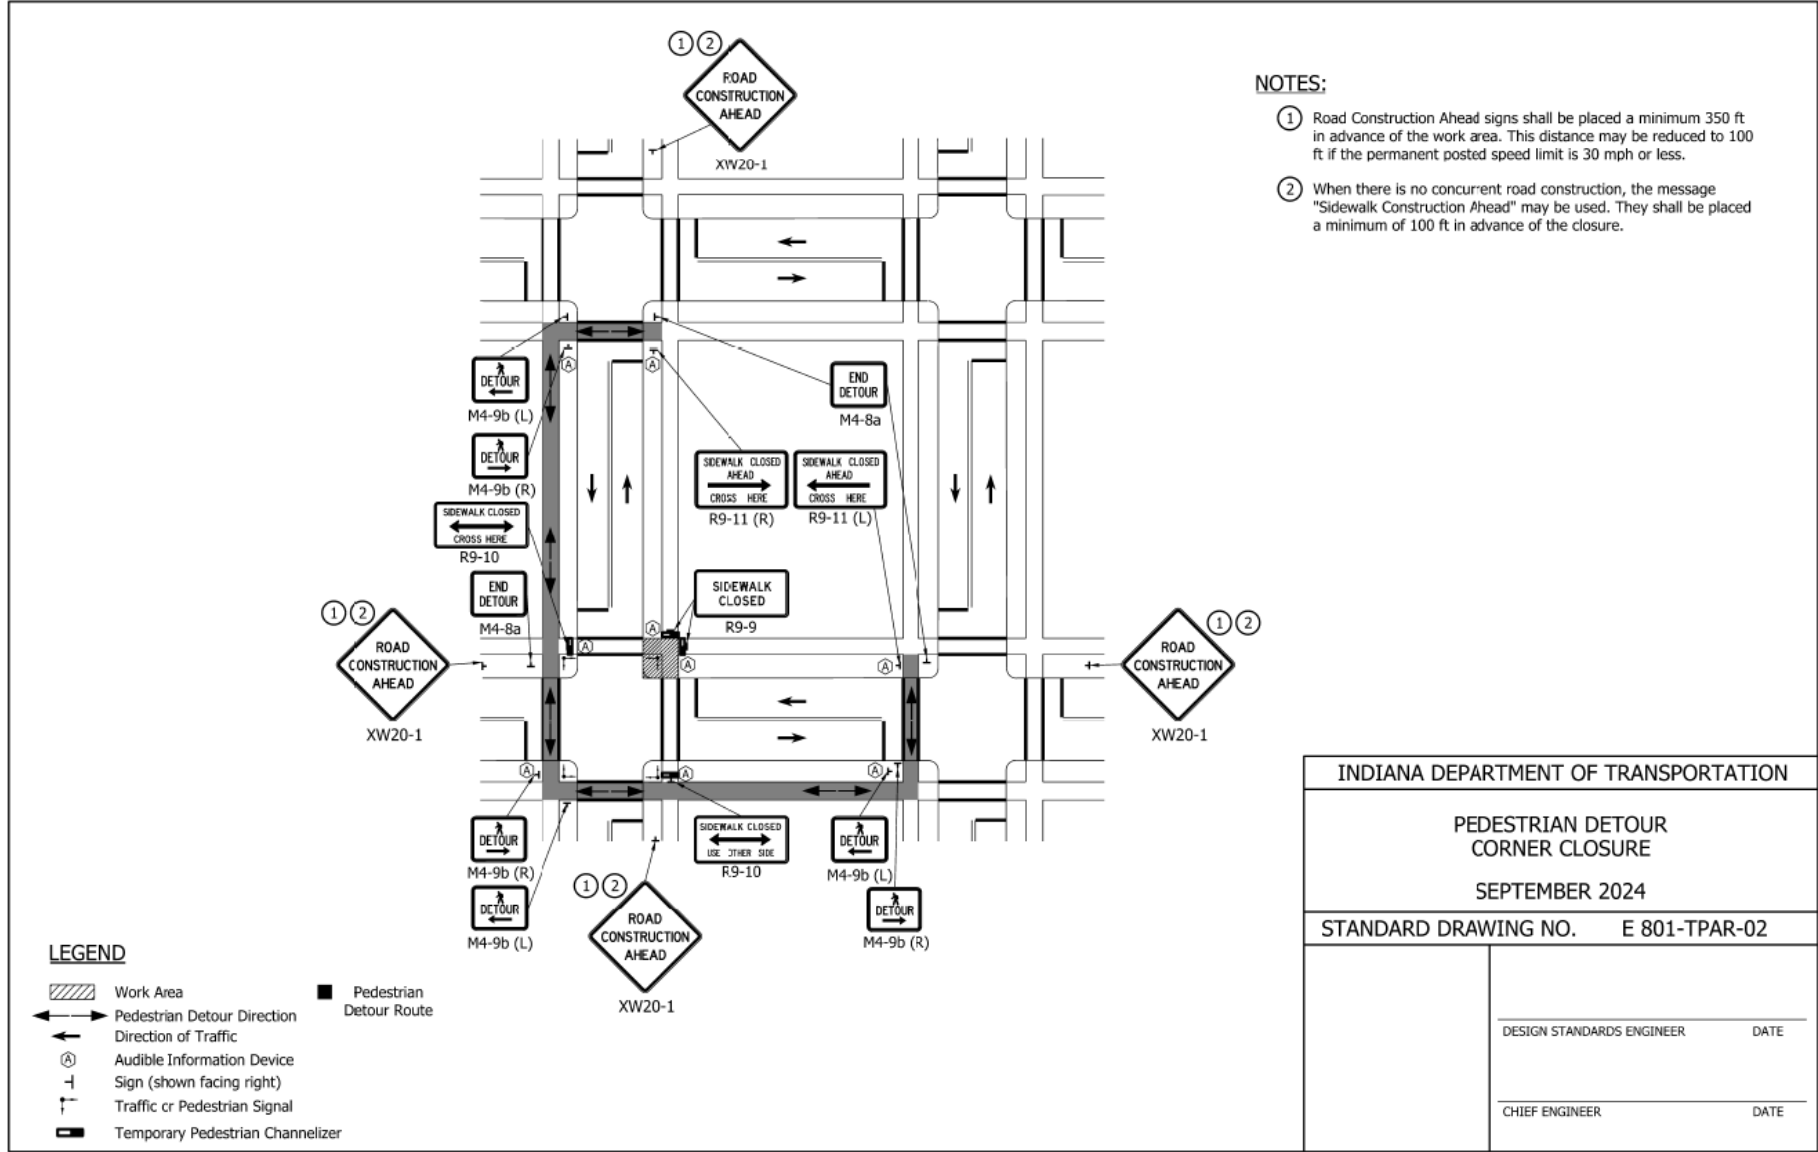 1 2
ROAD
CONSTRUCTION
AHEAD
XW20-1
NOTES:
1 Road Construction Ahead signs shall be placed a minimum 350 ft
in advance of the work area. This distance may be reduced to 100
ft if the permanent posted speed limit is 30 mph or less.
2 When there is no concurrent road construction, the message
"Sidewalk Construction Ahead" may be used. They shall be placed
a minimum of 100 ft in advance of the closure.
A
A
DETOUR
M4-9b (L)
DETOUR
M4-9b (R)
SIDEWALK CLOSED
CROSS HERE
R9-10
END
DETOUR
M4-8a
END
DETOUR
M4-8a
SIDEWALK CLOSED
AHEAD
CROSS HERE
R9-11 (R)
SIDEWALK CLOSED
AHEAD
CROSS HERE
R9-11 (L)
SIDEWALK
CLOSED
R9-9
A
A
A
A
1 2
ROAD
CONSTRUCTION
AHEAD
XW20-1
1 2
ROAD
CONSTRUCTION
AHEAD
XW20-1
A
A
A
DETOUR
M4-9b (R)
DETOUR
M4-9b (L)
SIDEWALK CLOSED
USE OTHER SIDE
R9-10
DETOUR
M4-9b (L)
DETOUR
M4-9b (R)
1 2
ROAD
CONSTRUCTION
AHEAD
XW20-1
LEGEND
Work Area
Pedestrian Detour Direction
Direction of Traffic
A Audible Information Device
Sign (shown facing right)
Traffic or Pedestrian Signal
Temporary Pedestrian Channelizer
Pedestrian
Detour Route
INDIANA DEPARTMENT OF TRANSPORTATION
PEDESTRIAN DETOUR
CORNER CLOSURE
SEPTEMBER 2024
STANDARD DRAWING NO. E 801-TPAR-02
DESIGN STANDARDS ENGINEER DATE
CHIEF ENGINEER DATE